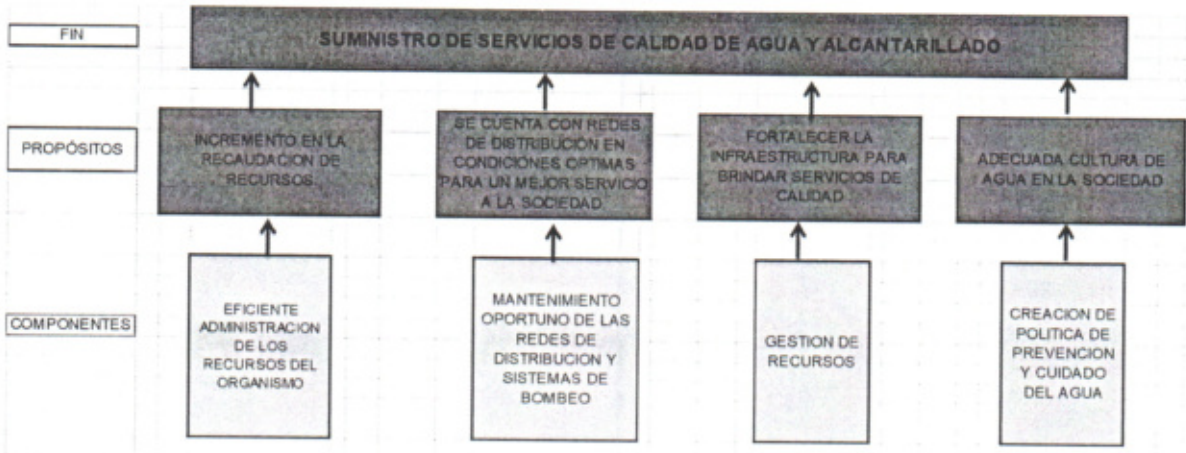 FIN
SUMINISTRO DE SERVICIOS DE CALIDAD DE AGUA Y ALCANTARILLADO
PROPÓSITOS
INCREMENTO EN LA
RECAUDACION DE
RECURSOS.
SE CUENTA CON REDES
DE DISTRIBUCIÓN EN
CONDICIÓNES OPTIMAS
PARA UN MEJOR SERVICIO
A LA SOCIEDAD
FORTALECER LA
INFRAESTRUCTURA PARA
BRINDAR SERVICIOS DE
CALIDAD
ADECUADA CULTURA DE
AGUA EN LA SOCIEDAD
COMPONENTES
EFICIENTE
ADMINISTRACION
DE LOS
RECURSOS DEL
ORGANISMO
MANTENIMIENTO
OPORTUNO DE LAS
REDES DE
DISTRIBUCION Y
SISTEMAS DE
BOMBEO
GESTION DE
RECURSOS
CREACION DE
POLITICA DE
PREVENCION
Y CUIDADO
DEL AGUA